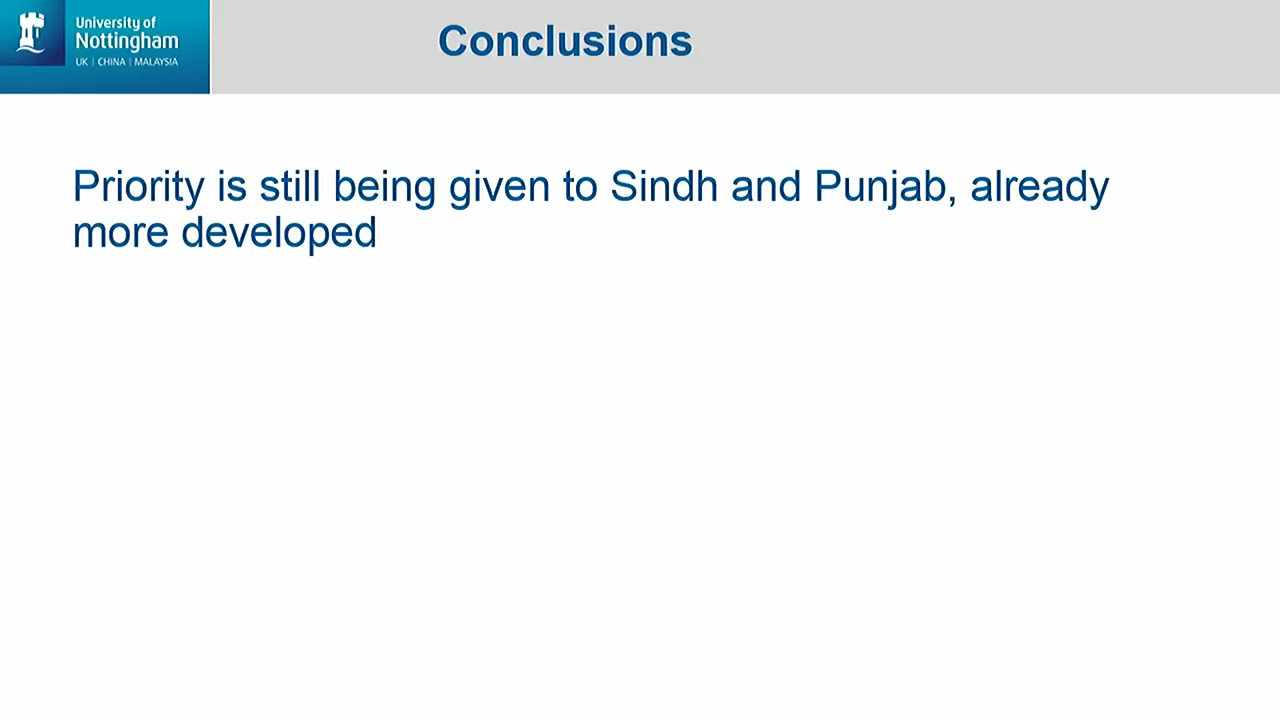 University of
Nottingham
UK | CHINA | MALAYSIA
Conclusions
Priority is still being given to Sindh and Punjab, already
more developed